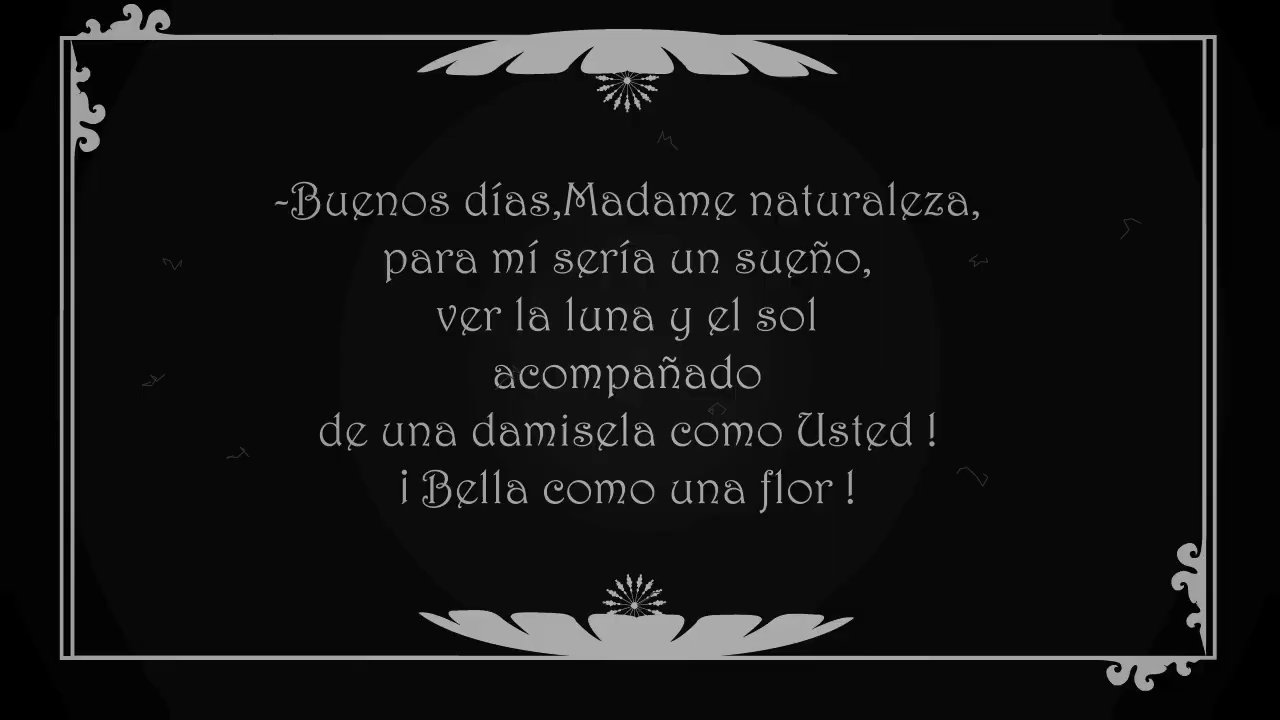 -Buenos días,Madame naturaleza,
para mí sería un sueño,
ver la luna y el sol
acompañado
de una damisela como Usted !
¡ Bella como una flor !